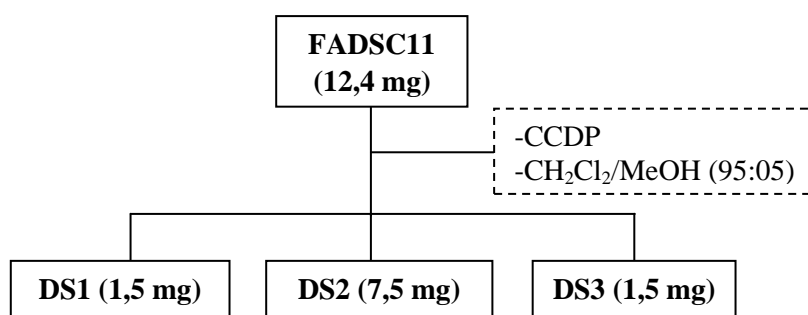 FADSC11
(12,4 mg)
-CCDP
-CH₂Cl₂/MeOH (95:05)
DS1 (1,5 mg)
DS2 (7,5 mg)
DS3 (1,5 mg)